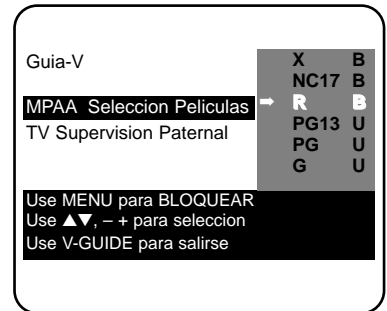 Guia-V
MPAA Seleccion Peliculas
TV Supervision Paternal
➡
X B
NC17 B
R B
PG13 U
PG U
G U
Use MENU para BLOQUEAR
Use ▲▼, – + para seleccion
Use V-GUIDE para salirse